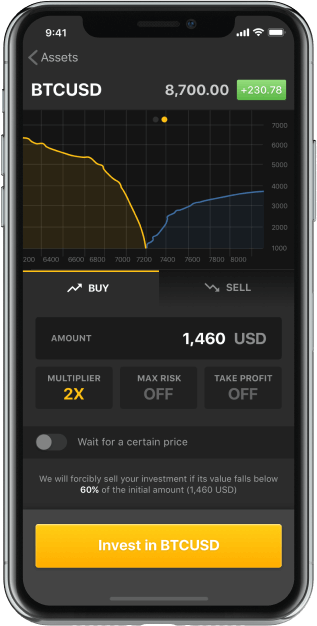 9:41
Assets
BTCUSD 8,700.00 +230.78
7000
6000
5000
4000
3000
2000
1000
200 6400 6600 6800 7000 7200 7400 7600 7800 8000
BUY SELL
AMOUNT 1,460 USD
MULTIPLIER MAX RISK TAKE PROFIT
2X OFF OFF
Wait for a certain price
We will forcibly sell your investment if its value falls below
60% of the initial amount (1,460 USD)
Invest in BTCUSD